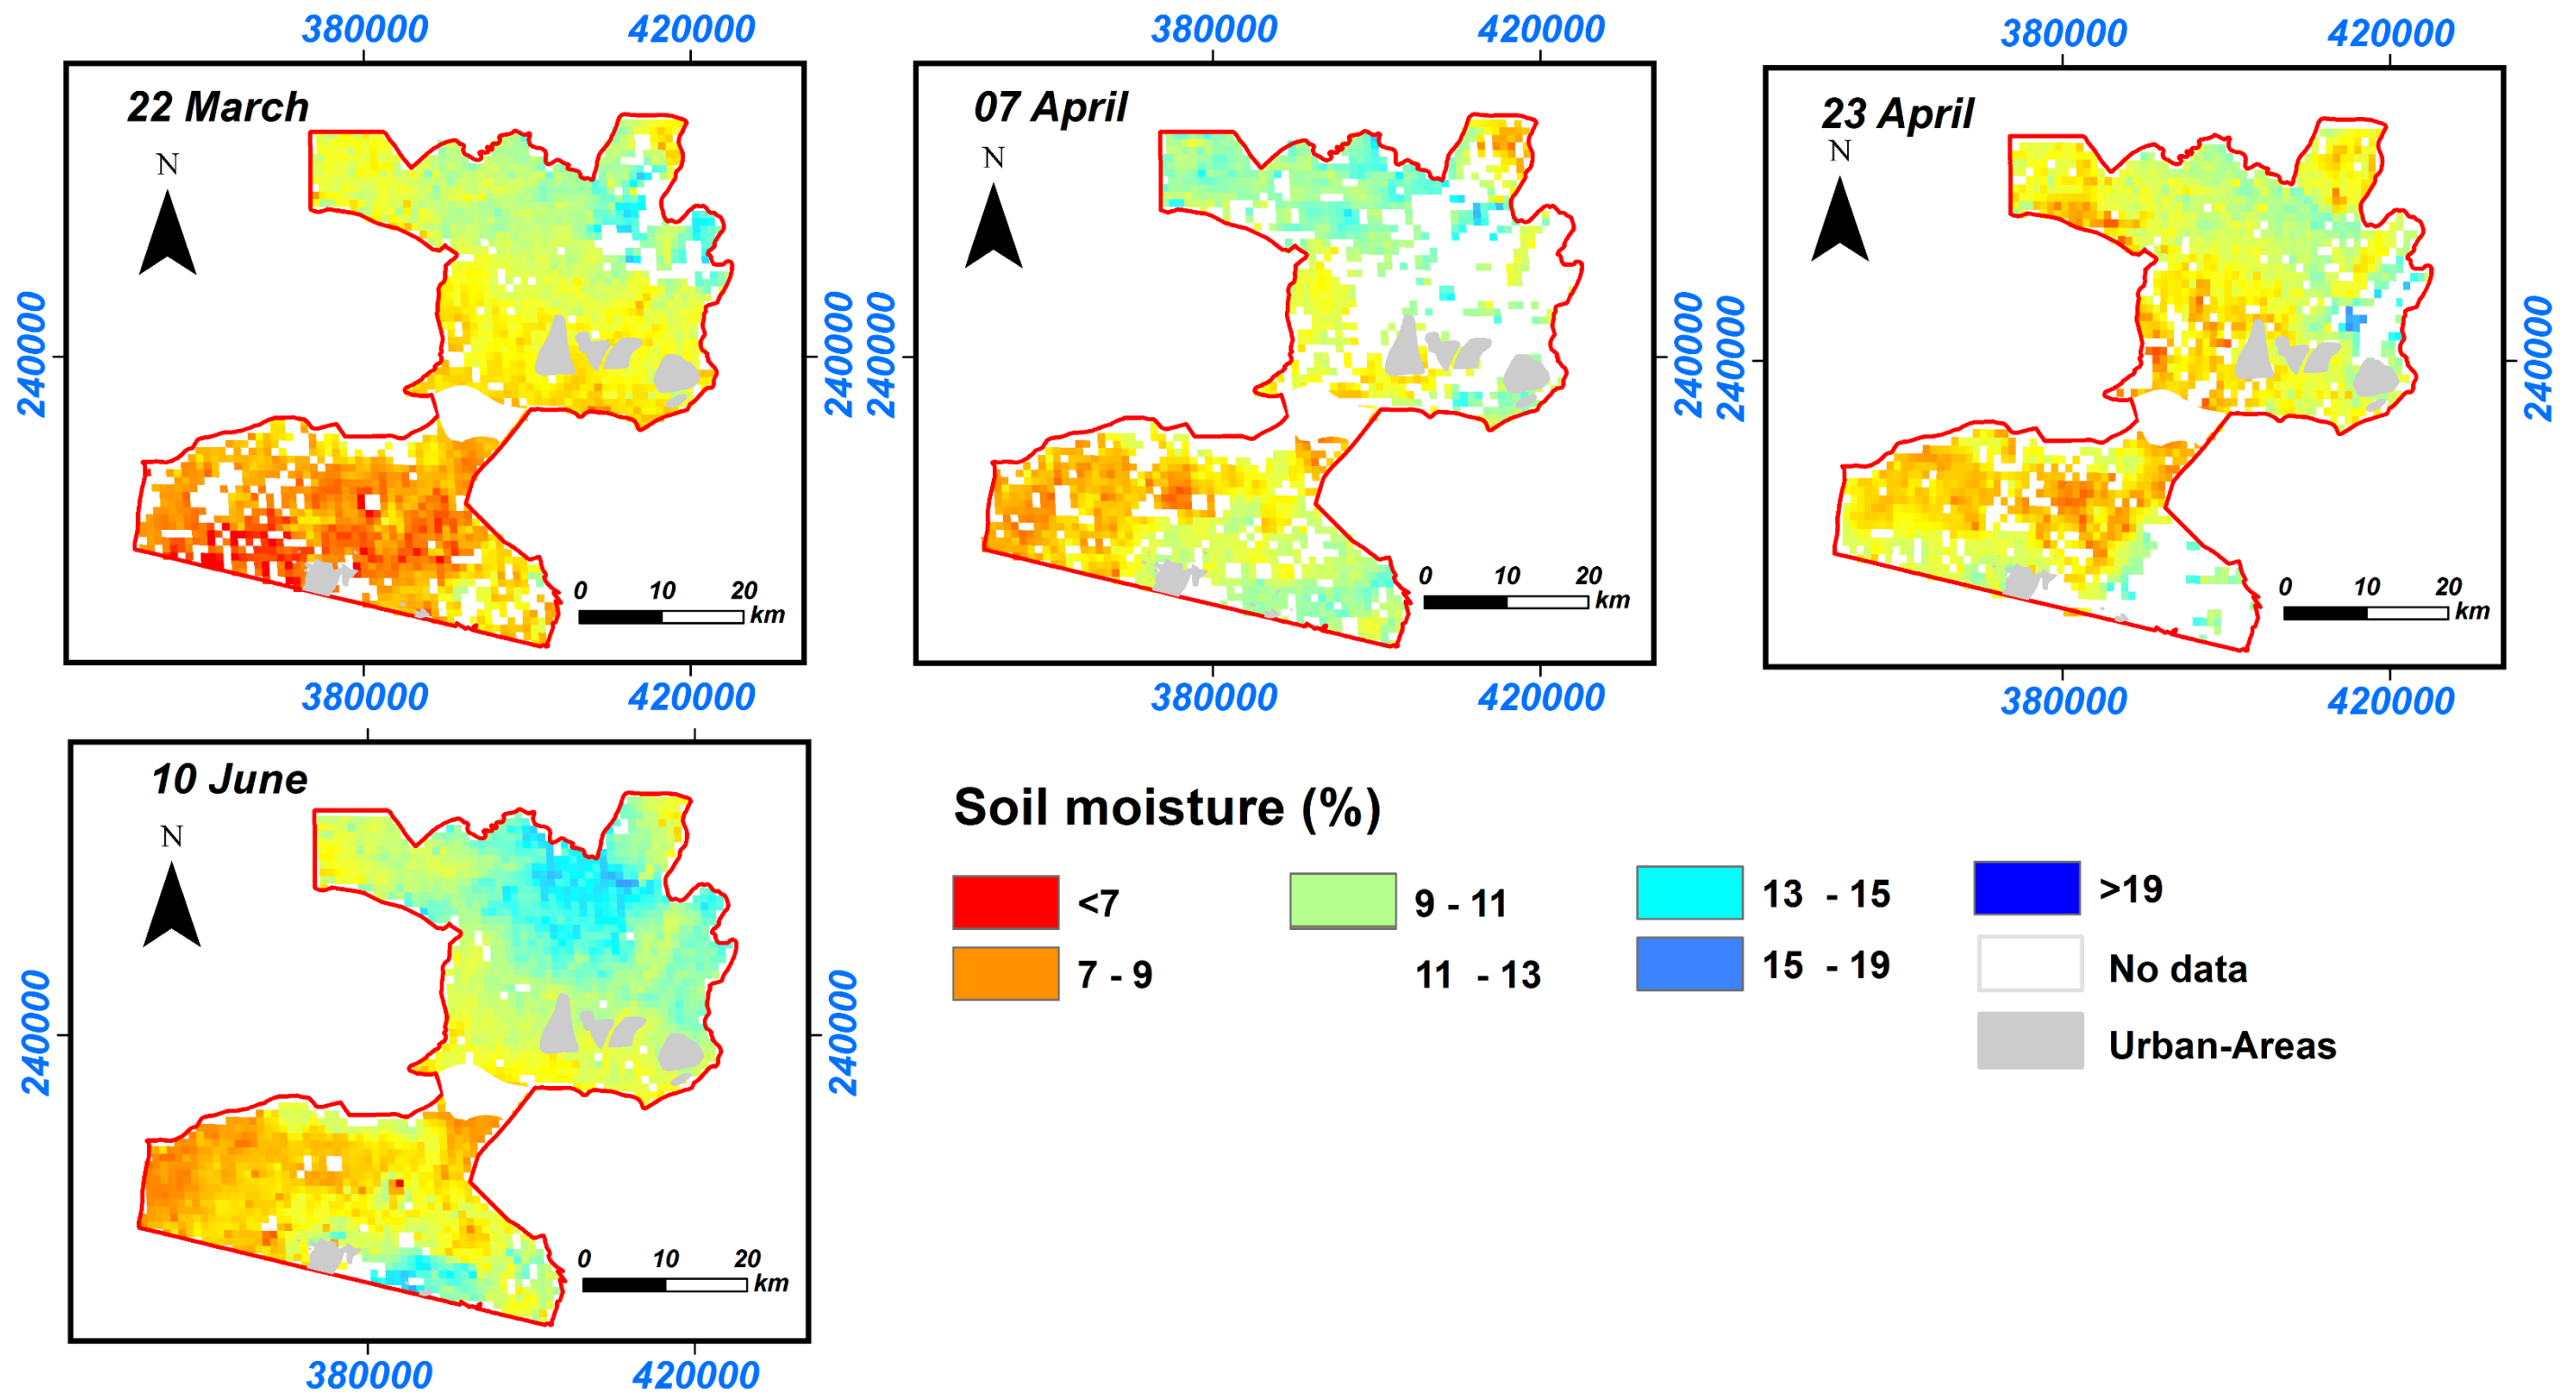 380000 420000 380000 420000 380000 420000
22 March 07 April 23 April
N N N
240000 240000 240000 240000 240000 240000
0 10 20 km 0 10 20 km 0 10 20 km
380000 420000 380000 420000 380000 420000
10 June
N
240000 240000
0 10 20 km
380000 420000
Soil moisture (%)
<7 9 - 11 13 - 15 >19
7 - 9 11 - 13 15 - 19 No data
Urban-Areas